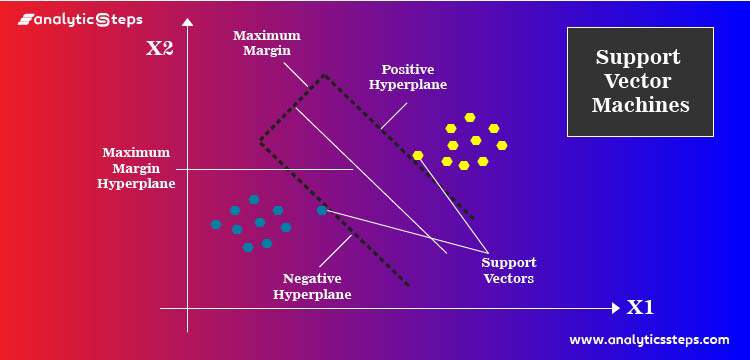 analyticSteps
X2
Maximum
Margin
Positive
Hyperplane
Support
Vector
Machines
Maximum
Margin
Hyperplane
Support
Vectors
Negative
Hyperplane
X1
www.analyticssteps.com